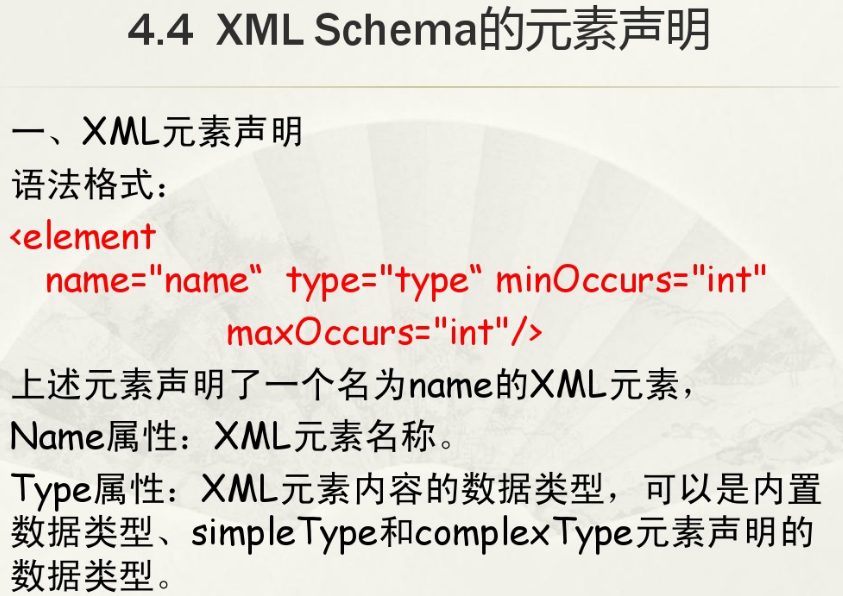 4.4 XML Schema的元素声明
一、XML元素声明
语法格式：
<element
name="name“ type="type“ minOccurs="int"
maxOccurs="int"/>
上述元素声明了一个名为name的XML元素，
Name属性：XML元素名称。
Type属性：XML元素内容的数据类型，可以是内置
数据类型、simpleType和complexType元素声明的
数据类型。